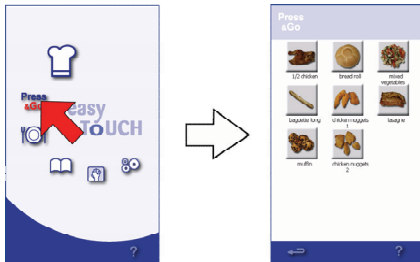 Press
&Go
easy
ToUCH
?
Press
&Go
1/2 chicken
bread roll
mixed
vegetables
baguette long
chicken nuggets
1
lasagne
muffin
chicken nuggets
2
?